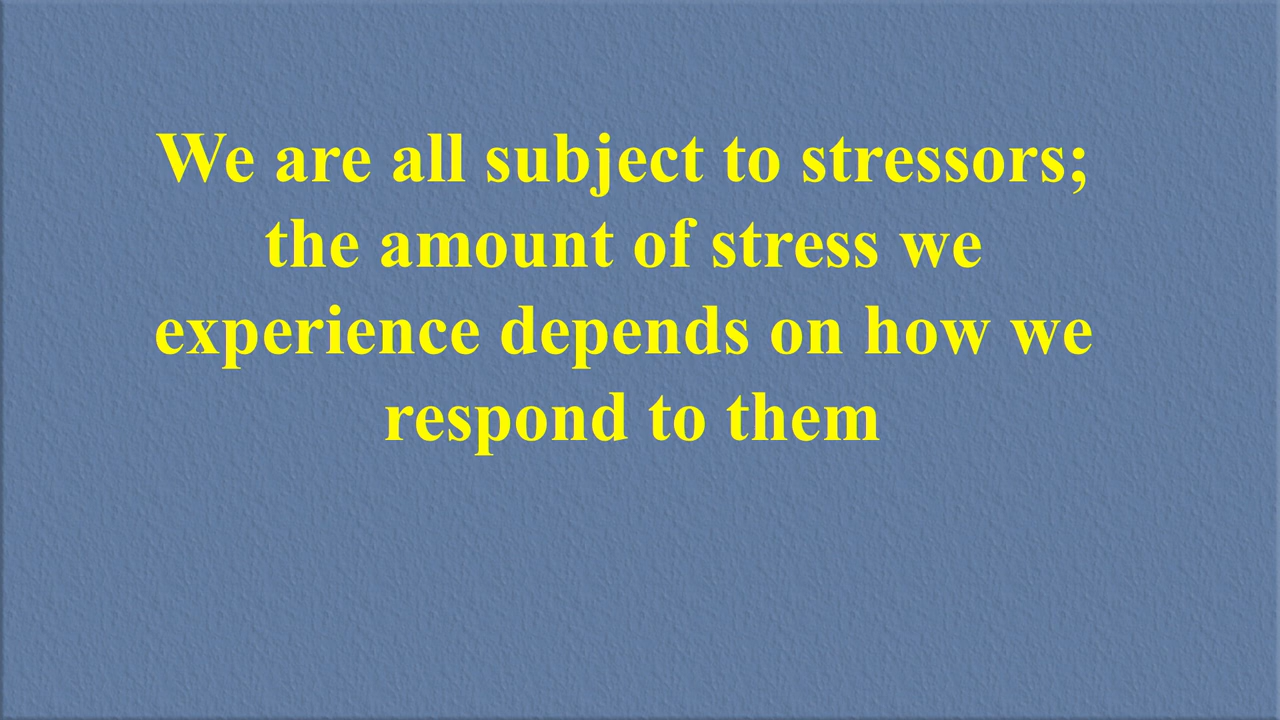 We are all subject to stressors;
the amount of stress we
experience depends on how we
respond to them